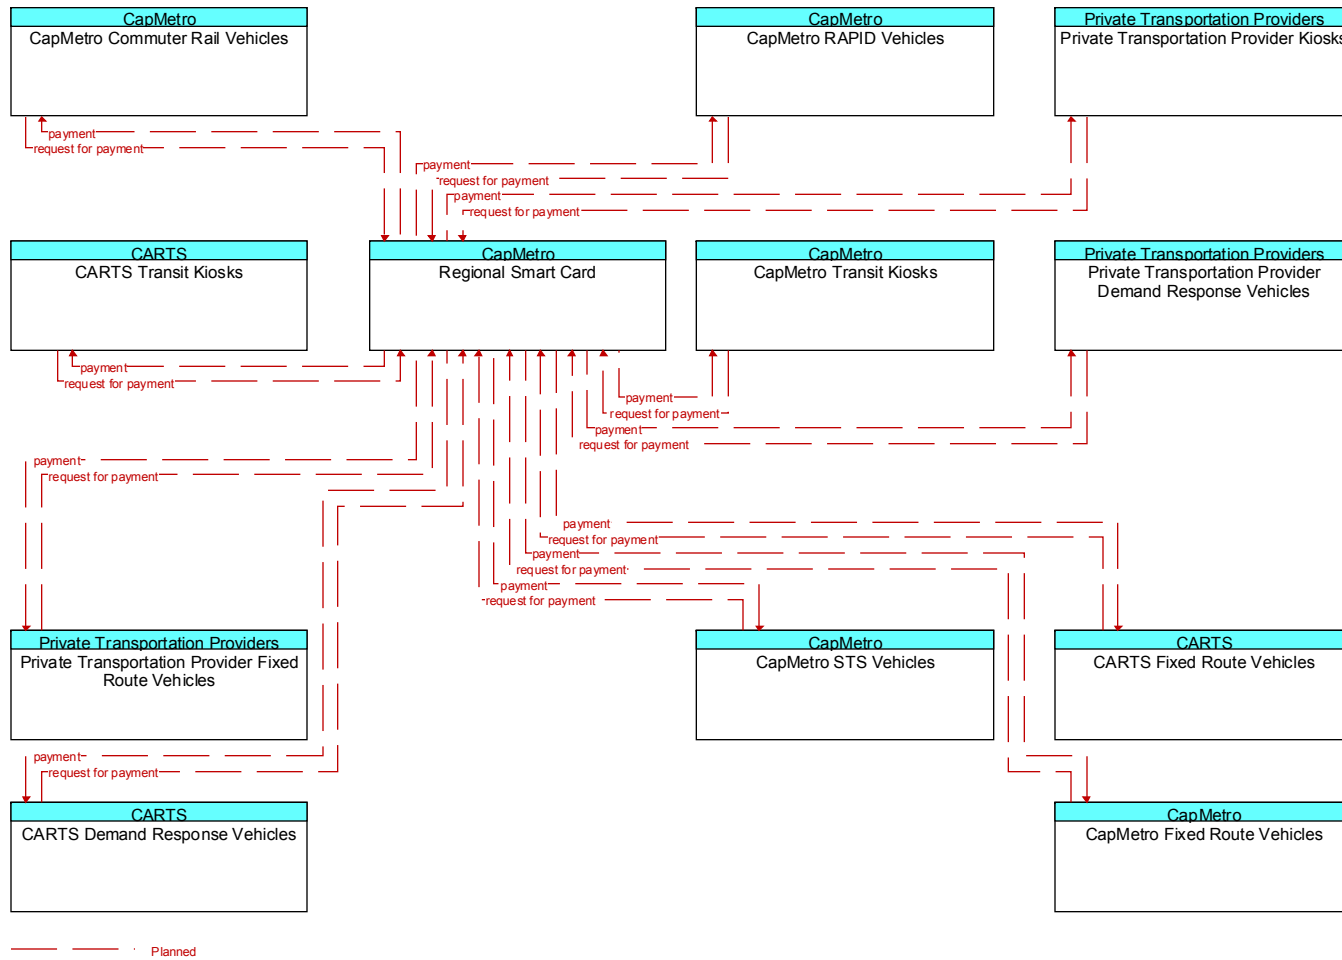 CapMetro
CapMetro Commuter Rail Vehicles
CapMetro
CapMetro RAPID Vehicles
Private Transportation Providers
Private Transportation Provider Kiosks
payment
request for payment
payment
request for payment
payment
request for payment
CARTS
CARTS Transit Kiosks
CapMetro
Regional Smart Card
CapMetro
CapMetro Transit Kiosks
Private Transportation Providers
Private Transportation Provider
Demand Response Vehicles
payment
request for payment
payment
request for payment
payment
request for payment
payment
request for payment
payment
request for payment
payment
request for payment
payment
request for payment
Private Transportation Providers
Private Transportation Provider Fixed
Route Vehicles
CapMetro
CapMetro STS Vehicles
CARTS
CARTS Fixed Route Vehicles
payment
request for payment
CARTS
CARTS Demand Response Vehicles
CapMetro
CapMetro Fixed Route Vehicles
Planned